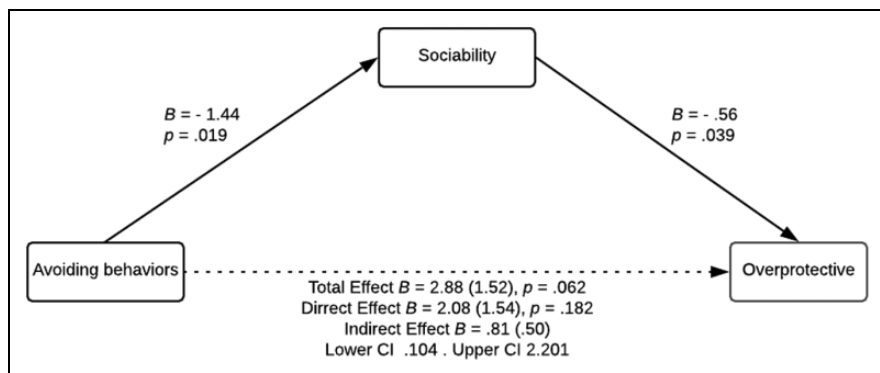 Sociability
B = - 1.44
p = .019
B = - .56
p = .039
Avoiding behaviors
Overprotective
Total Effect B = 2.88 (1.52), p = .062
Dirrect Effect B = 2.08 (1.54), p = .182
Indirect Effect B = .81 (.50)
Lower CI .104 . Upper CI 2.201